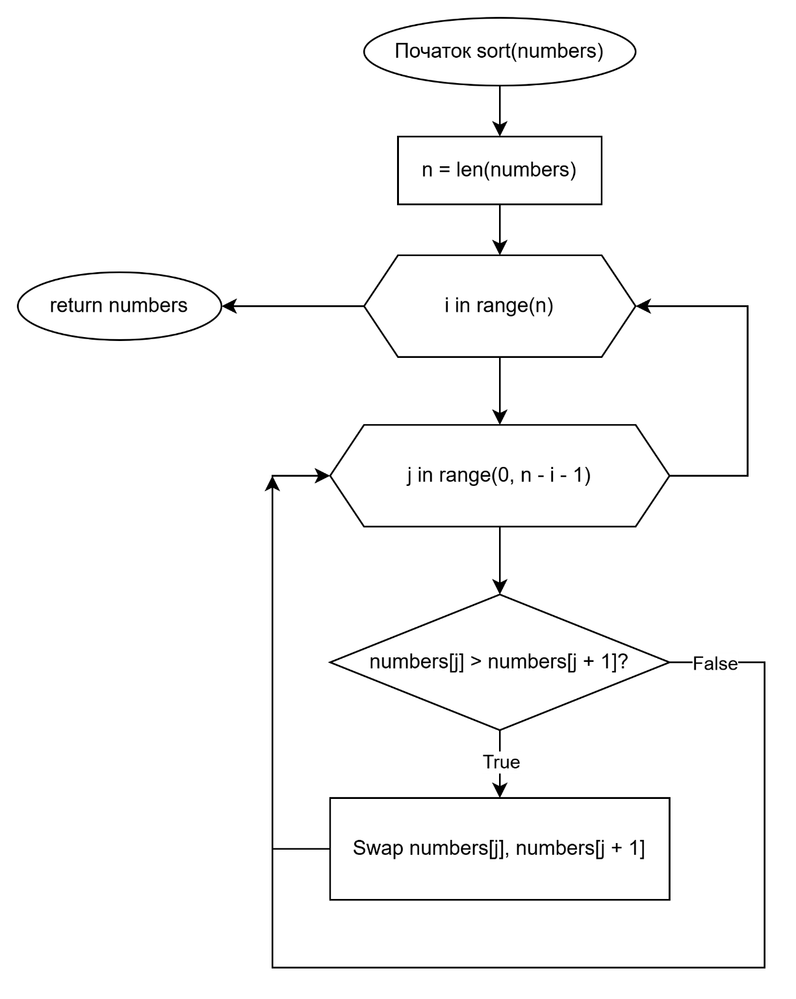 Початок sort(numbers)
n = len(numbers)
return numbers
i in range(n)
j in range(0, n - i - 1)
numbers[j] > numbers[j + 1]?
False
True
Swap numbers[j], numbers[j + 1]